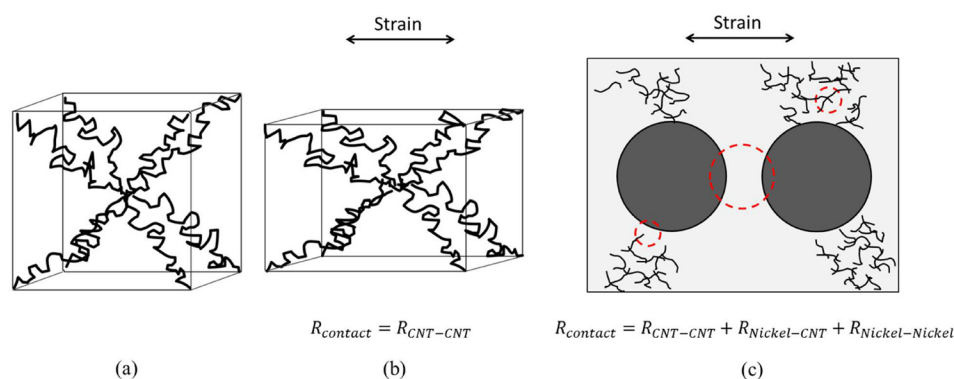 Strain
Strain
R_contact = R_CNT−CNT
R_contact = R_CNT−CNT + R_Nickel−CNT + R_Nickel−Nickel
(a)
(b)
(c)